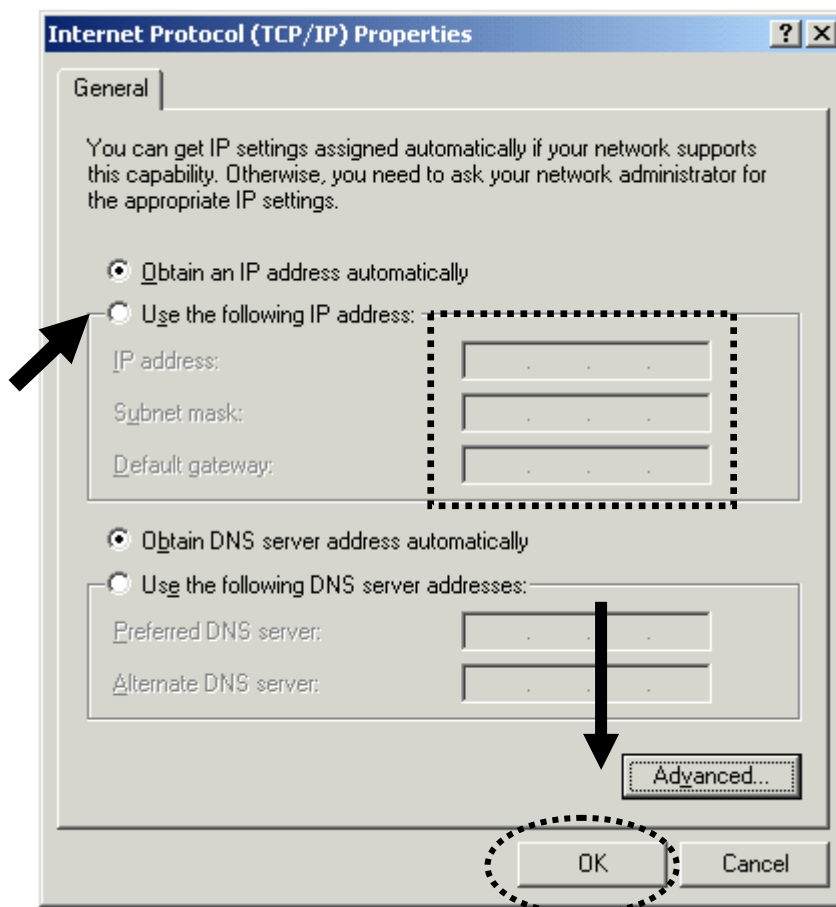 Internet Protocol (TCP/IP) Properties
General
You can get IP settings assigned automatically if your network supports
this capability. Otherwise, you need to ask your network administrator for
the appropriate IP settings.
Obtain an IP address automatically
Use the following IP address:
IP address:
Subnet mask:
Default gateway:
Obtain DNS server address automatically
Use the following DNS server addresses:
Preferred DNS server:
Alternate DNS server:
Advanced...
OK Cancel